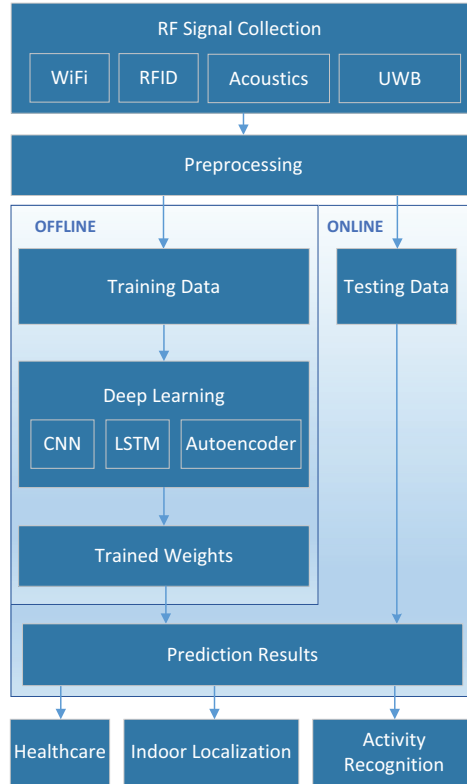 RF Signal Collection
WiFi RFID Acoustics UWB
Preprocessing
OFFLINE ONLINE
Training Data Testing Data
Deep Learning
CNN LSTM Autoencoder
Trained Weights
Prediction Results
Healthcare Indoor Localization Activity
Recognition